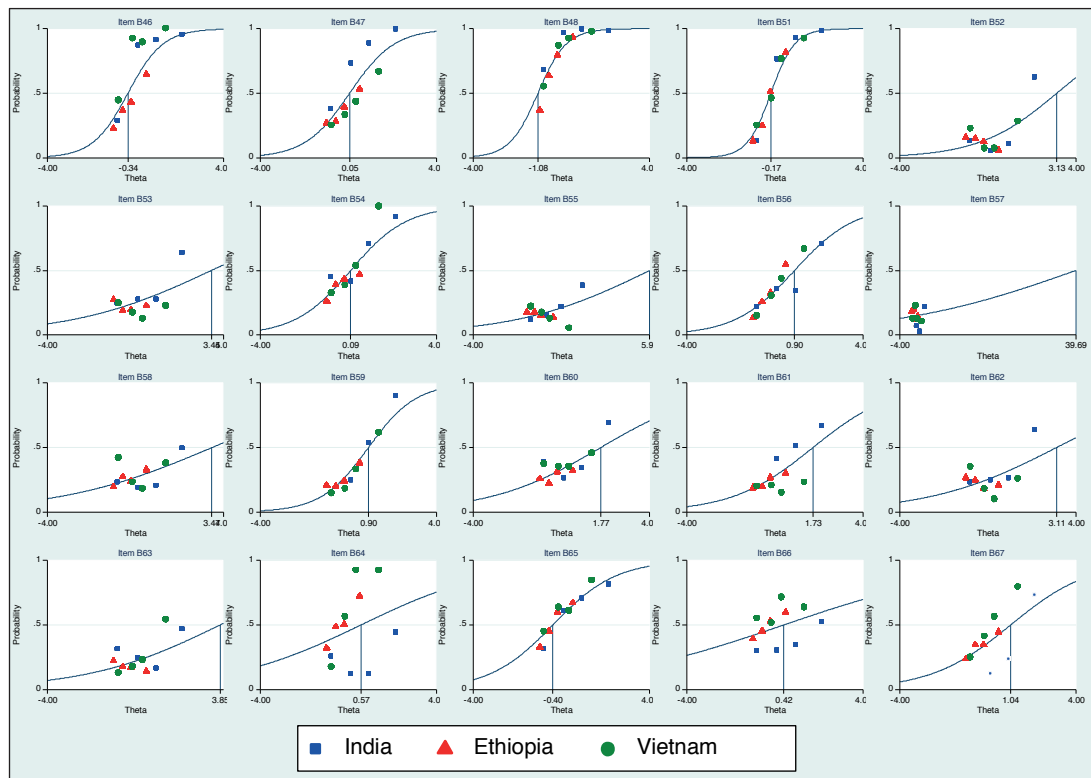 Item B46
Probability
1
.5
0
-4.00
-0.34
4.0
Theta
Item B47
Probability
1
.5
0
-4.00
0.05
4.0
Theta
Item B48
Probability
1
.5
0
-4.00
-1.08
4.0
Theta
Item B51
Probability
1
.5
0
-4.00
-0.17
4.0
Theta
Item B52
Probability
1
.5
0
-4.00
3.13 4.00
Theta
Item B53
Probability
1
.5
0
-4.00
Theta
Item B54
Probability
1
.5
0
-4.00
0.09
4.0
Theta
Item B55
Probability
1
.5
0
-4.00
5.9
Theta
Item B56
Probability
1
.5
0
-4.00
0.90
4.0
Theta
Item B57
Probability
1
.5
0
-4.00
39.69
Theta
Item B58
Probability
1
.5
0
-4.00
Theta
Item B59
Probability
1
.5
0
-4.00
0.90
4.0
Theta
Item B60
Probability
1
.5
0
-4.00
1.77
4.0
Theta
Item B61
Probability
1
.5
0
-4.00
1.73
4.0
Theta
Item B62
Probability
1
.5
0
-4.00
3.11 4.00
Theta
Item B63
Probability
1
.5
0
-4.00
Theta
Item B64
Probability
1
.5
0
-4.00
0.57
4.0
Theta
Item B65
Probability
1
.5
0
-4.00
-0.40
4.0
Theta
Item B66
Probability
1
.5
0
-4.00
0.42
4.0
Theta
Item B67
Probability
1
.5
0
-4.00
1.04
4.00
Theta
India Ethiopia Vietnam